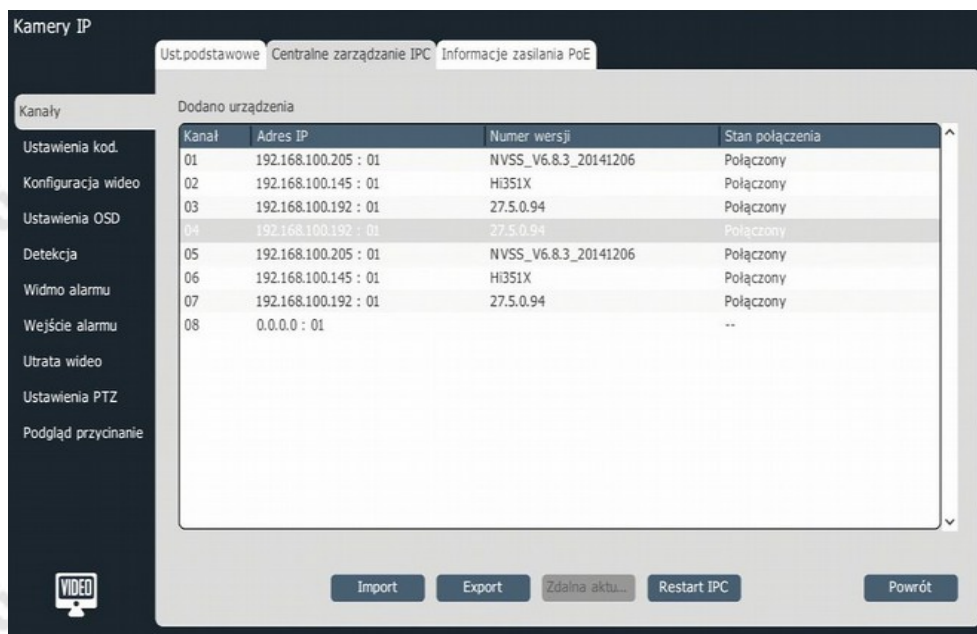 Kamery IP
Ust.podstawowe Centralne zarządzanie IPC Informacje zasilania PoE
Kanały
Ustawienia kod.
Konfiguracja wideo
Ustawienia OSD
Detekcja
Widmo alarmu
Wejście alarmu
Utrata wideo
Ustawienia PTZ
Podgląd przycinanie
VIDEO
Dodano urządzenia
Kanał Adres IP Numer wersji Stan połączenia
01 192.168.100.205 : 01 NVSS_V6.8.3_20141206 Połączony
02 192.168.100.145 : 01 Hi351X Połączony
03 192.168.100.192 : 01 27.5.0.94 Połączony
04 192.168.100.192 : 01 27.5.0.94 Połączony
05 192.168.100.205 : 01 NVSS_V6.8.3_20141206 Połączony
06 192.168.100.145 : 01 Hi351X Połączony
07 192.168.100.192 : 01 27.5.0.94 Połączony
08 0.0.0.0 : 01 --
Import Export Zdalna aktu... Restart IPC Powrót